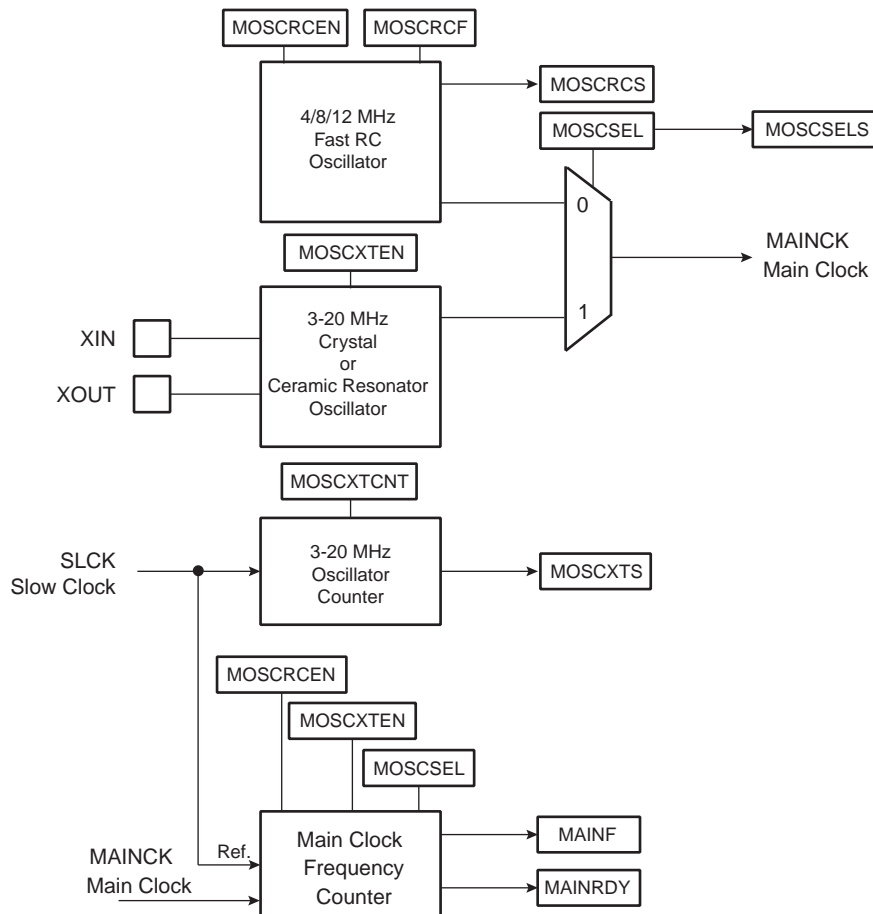 MOSCRCEN
MOSCRCF
4/8/12 MHz
Fast RC
Oscillator
MOSCRCS
MOSCSEL
MOSCSELS
0
MAINCK
Main Clock
MOSCXTEN
3-20 MHz
Crystal
or
Ceramic Resonator
Oscillator
1
XIN
XOUT
MOSCXTCNT
3-20 MHz
Oscillator
Counter
SLCK
Slow Clock
MOSCXTS
MOSCRCEN
MOSCXTEN
MOSCSEL
Main Clock
Frequency
Counter
Ref.
MAINCK
Main Clock
MAINF
MAINRDY